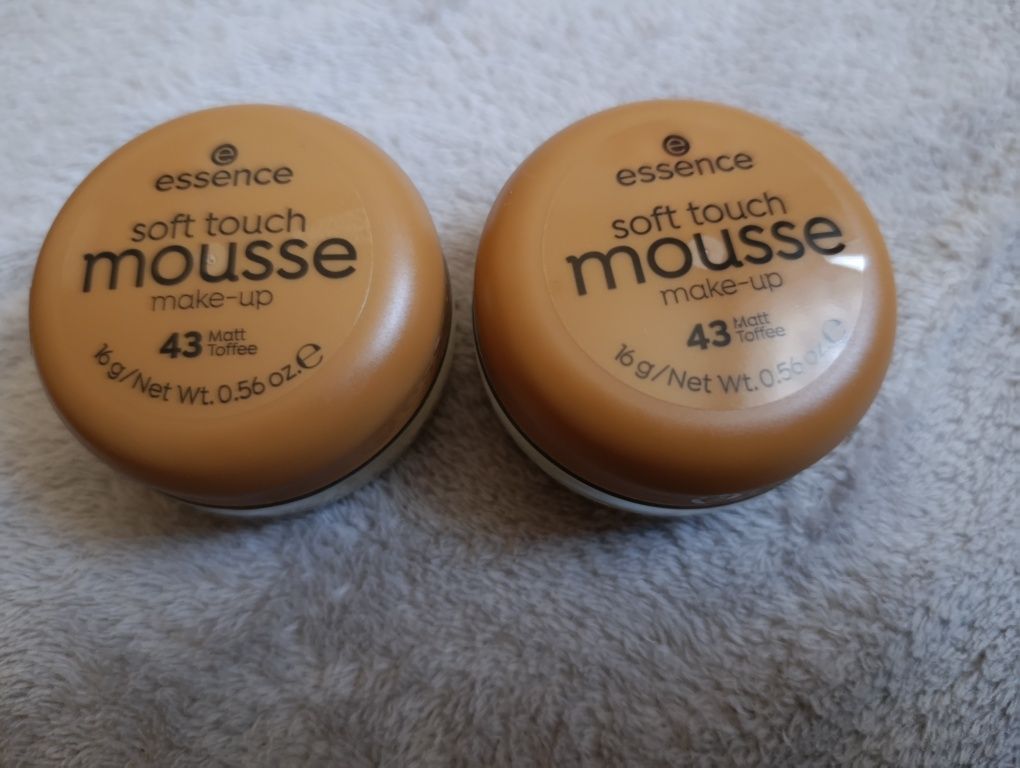 e
essence
soft touch
mousse
make-up
43 Matt
Toffee
16 g/Net Wt. 0.56 oz. e
e
essence
soft touch
mousse
make-up
43 Matt
Toffee
16 g/Net Wt. 0.56 oz. e